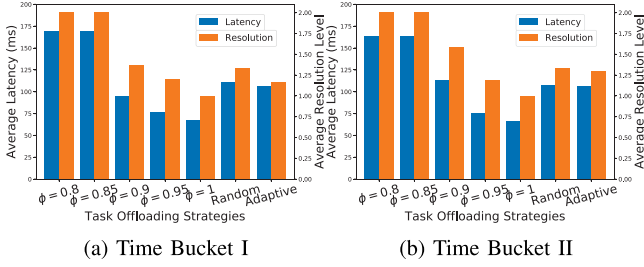 200
175
150
125
100
75
50
25
0
Average Latency (ms)
Latency
Resolution
2.00
1.75
1.50
1.25
1.00
0.75
0.50
0.25
0.00
Average Resolution Level
ϕ = 0.8
ϕ = 0.85
ϕ = 0.9
ϕ = 0.95
ϕ = 1
Random
Adaptive
Task Offloading Strategies
(a) Time Bucket I
200
175
150
125
100
75
50
25
0
Average Latency (ms)
Latency
Resolution
2.00
1.75
1.50
1.25
1.00
0.75
0.50
0.25
0.00
Average Resolution Level
ϕ = 0.8
ϕ = 0.85
ϕ = 0.9
ϕ = 0.95
ϕ = 1
Random
Adaptive
Task Offloading Strategies
(b) Time Bucket II